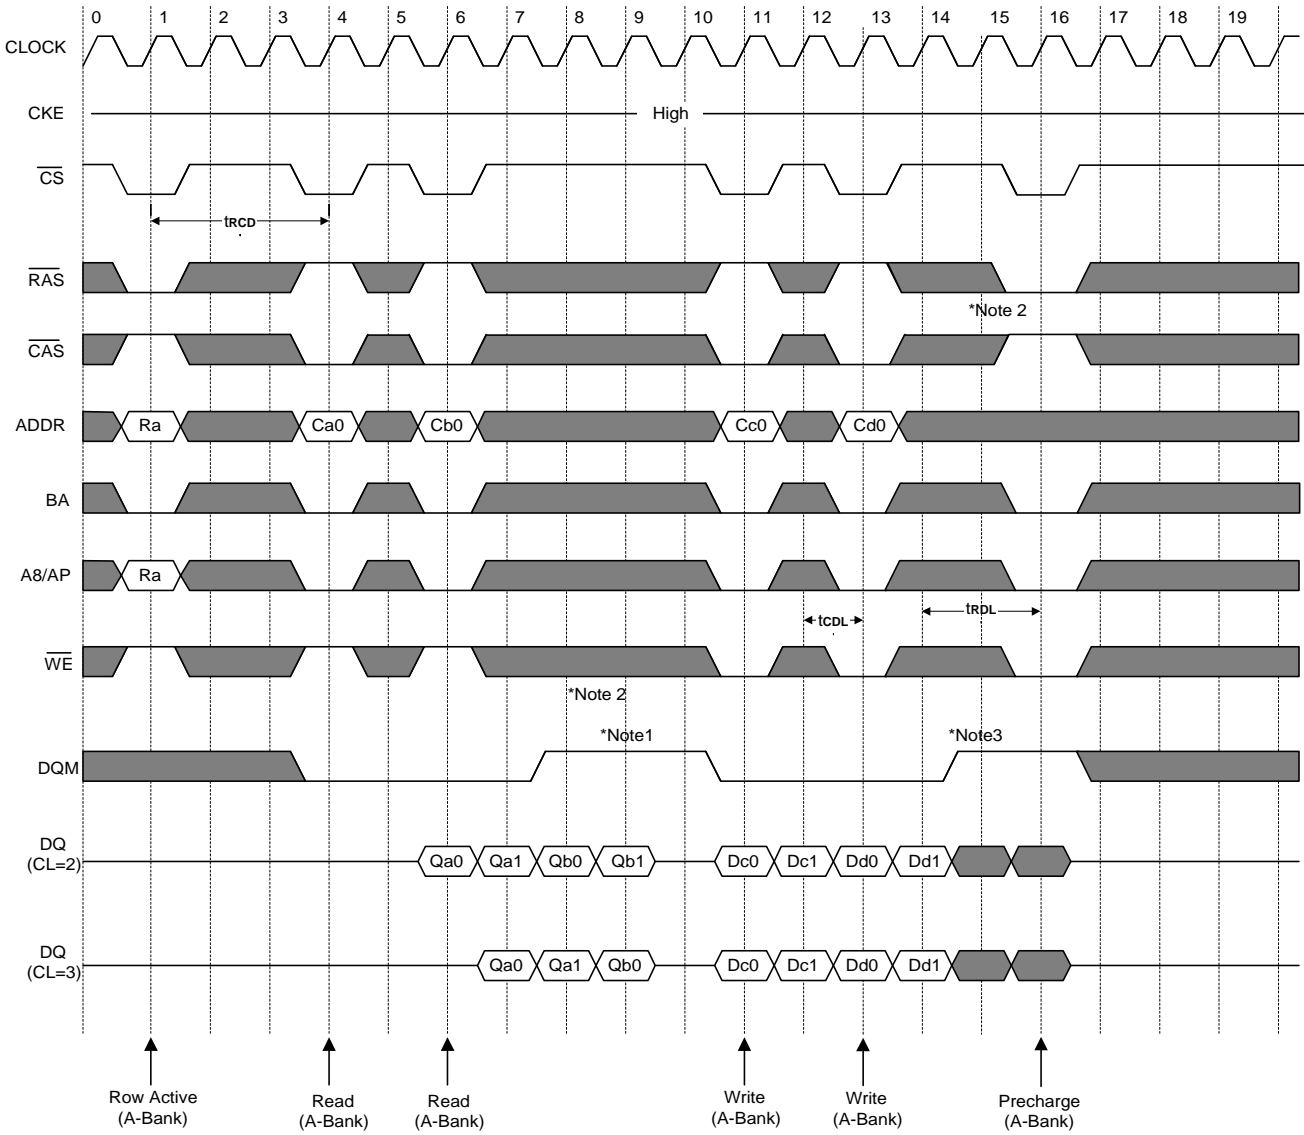 0 1 2 3 4 5 6 7 8 9 10 11 12 13 14 15 16 17 18 19
CLOCK
CKE
High
CS
tRCD
RAS
*Note 2
CAS
ADDR
Ra Ca0 Cb0 Cc0 Cd0
BA
A8/AP
Ra
tCDL
tRDL
WE
*Note 2
*Note1
*Note3
DQM
DQ
(CL=2)
Qa0 Qa1 Qb0 Qb1 Dc0 Dc1 Dd0 Dd1
DQ
(CL=3)
Qa0 Qa1 Qb0 Dc0 Dc1 Dd0 Dd1
Row Active
(A-Bank)
Read
(A-Bank)
Read
(A-Bank)
Write
(A-Bank)
Write
(A-Bank)
Precharge
(A-Bank)